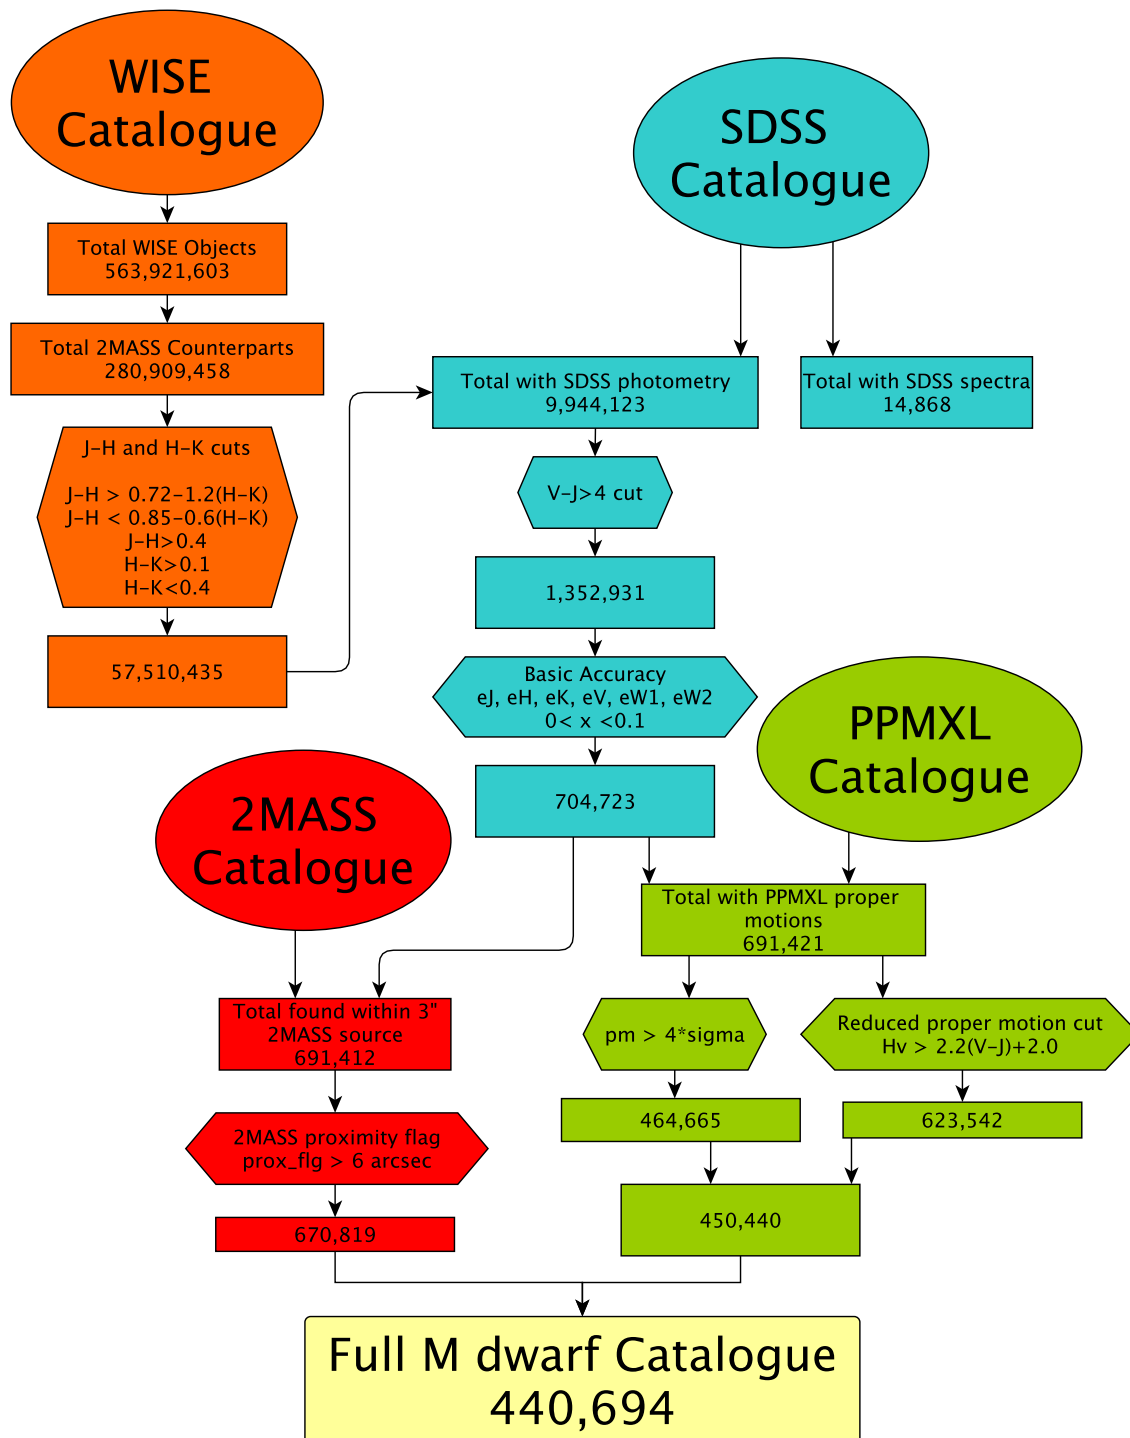 WISE
Catalogue
Total WISE Objects
563,921,603
Total 2MASS Counterparts
280,909,458
J-H and H-K cuts
J-H > 0.72-1.2(H-K)
J-H < 0.85-0.6(H-K)
J-H>0.4
H-K>0.1
H-K<0.4
57,510,435
SDSS
Catalogue
Total with SDSS photometry
9,944,123
Total with SDSS spectra
14,868
V-J>4 cut
1,352,931
Basic Accuracy
eJ, eH, eK, eV, eW1, eW2
0< x <0.1
704,723
PPMXL
Catalogue
Total with PPMXL proper
motions
691,421
pm > 4*sigma
464,665
Reduced proper motion cut
Hv > 2.2(V-J)+2.0
623,542
450,440
2MASS
Catalogue
Total found within 3"
2MASS source
691,412
2MASS proximity flag
prox_flg > 6 arcsec
670,819
Full M dwarf Catalogue
440,694